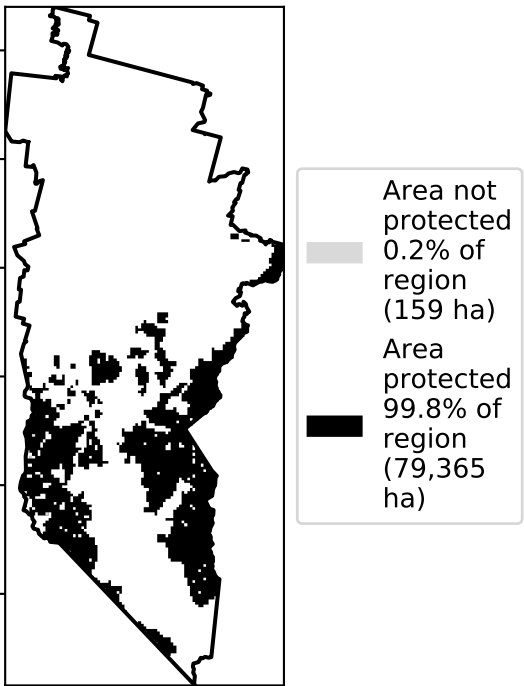 Area not
protected
0.2% of
region
(159 ha)
Area
protected
99.8% of
region
(79,365
ha)